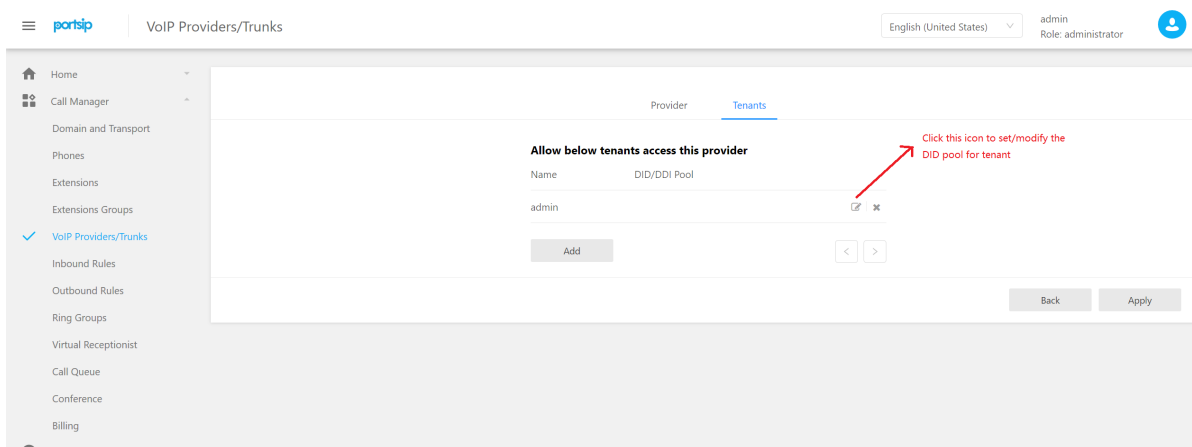 portsip
VoIP Providers/Trunks
English (United States)
admin
Role: administrator
Home
Call Manager
Domain and Transport
Phones
Extensions
Extensions Groups
VoIP Providers/Trunks
Inbound Rules
Outbound Rules
Ring Groups
Virtual Receptionist
Call Queue
Conference
Billing
Provider
Tenants
Allow below tenants access this provider
Name
DID/DDI Pool
admin
Add
<
>
Click this icon to set/modify the
DID pool for tenant
Back
Apply